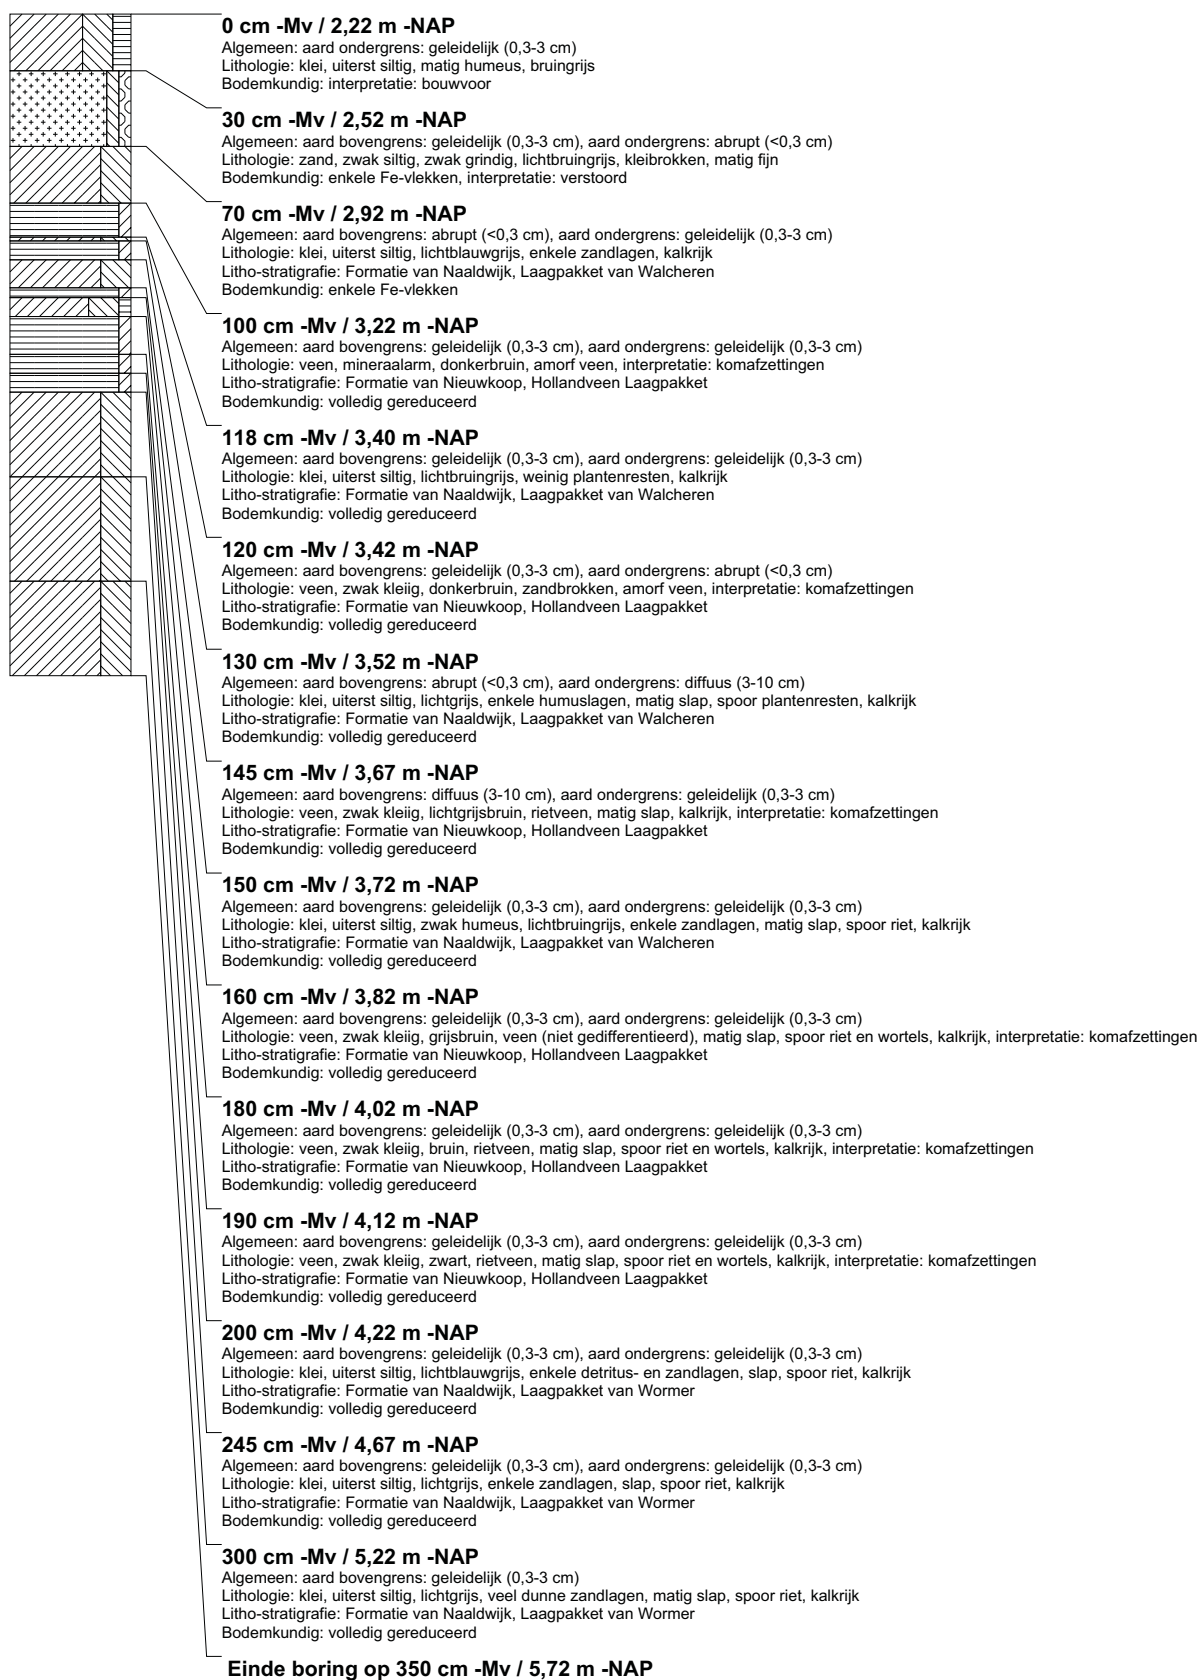 0 cm -Mv / 2,22 m -NAP
Algemeen: aard ondergrens: geleidelijk (0,3-3 cm)
Lithologie: klei, uiterst siltig, matig humeus, bruingrijs
Bodemkundig: interpretatie: bouwvoor
30 cm -Mv / 2,52 m -NAP
Algemeen: aard bovengrens: geleidelijk (0,3-3 cm), aard ondergrens: abrupt (<0,3 cm)
Lithologie: zand, zwak siltig, zwak grindig, lichtbruingrijs, kleibrokken, matig fijn
Bodemkundig: enkele Fe-vlekken, interpretatie: verstoord
70 cm -Mv / 2,92 m -NAP
Algemeen: aard bovengrens: abrupt (<0,3 cm), aard ondergrens: geleidelijk (0,3-3 cm)
Lithologie: klei, uiterst siltig, lichtblauwgrijs, enkele zandlagen, kalkrijk
Litho-stratigrafie: Formatie van Naaldwijk, Laagpakket van Walcheren
Bodemkundig: enkele Fe-vlekken
100 cm -Mv / 3,22 m -NAP
Algemeen: aard bovengrens: geleidelijk (0,3-3 cm), aard ondergrens: geleidelijk (0,3-3 cm)
Lithologie: veen, mineraalarm, donkerbruin, amorf veen, interpretatie: komafzettingen
Litho-stratigrafie: Formatie van Nieuwkoop, Hollandveen Laagpakket
Bodemkundig: volledig gereduceerd
118 cm -Mv / 3,40 m -NAP
Algemeen: aard bovengrens: geleidelijk (0,3-3 cm), aard ondergrens: geleidelijk (0,3-3 cm)
Lithologie: klei, uiterst siltig, lichtbruingrijs, weinig plantenresten, kalkrijk
Litho-stratigrafie: Formatie van Naaldwijk, Laagpakket van Walcheren
Bodemkundig: volledig gereduceerd
120 cm -Mv / 3,42 m -NAP
Algemeen: aard bovengrens: geleidelijk (0,3-3 cm), aard ondergrens: abrupt (<0,3 cm)
Lithologie: veen, zwak kleiig, donkerbruin, zandbrokken, amorf veen, interpretatie: komafzettingen
Litho-stratigrafie: Formatie van Nieuwkoop, Hollandveen Laagpakket
Bodemkundig: volledig gereduceerd
130 cm -Mv / 3,52 m -NAP
Algemeen: aard bovengrens: abrupt (<0,3 cm), aard ondergrens: diffuus (3-10 cm)
Lithologie: klei, uiterst siltig, lichtgrijs, enkele humuslagen, matig slap, spoor plantenresten, kalkrijk
Litho-stratigrafie: Formatie van Naaldwijk, Laagpakket van Walcheren
Bodemkundig: volledig gereduceerd
145 cm -Mv / 3,67 m -NAP
Algemeen: aard bovengrens: diffuus (3-10 cm), aard ondergrens: geleidelijk (0,3-3 cm)
Lithologie: veen, zwak kleiig, lichtgrijsbruin, rietveen, matig slap, kalkrijk, interpretatie: komafzettingen
Litho-stratigrafie: Formatie van Nieuwkoop, Hollandveen Laagpakket
Bodemkundig: volledig gereduceerd
150 cm -Mv / 3,72 m -NAP
Algemeen: aard bovengrens: geleidelijk (0,3-3 cm), aard ondergrens: geleidelijk (0,3-3 cm)
Lithologie: klei, uiterst siltig, zwak humeus, lichtbruingrijs, enkele zandlagen, matig slap, spoor riet, kalkrijk
Litho-stratigrafie: Formatie van Naaldwijk, Laagpakket van Walcheren
Bodemkundig: volledig gereduceerd
160 cm -Mv / 3,82 m -NAP
Algemeen: aard bovengrens: geleidelijk (0,3-3 cm), aard ondergrens: geleidelijk (0,3-3 cm)
Lithologie: veen, zwak kleiig, grijsbruin, veen (niet gedifferentieerd), matig slap, spoor riet en wortels, kalkrijk, interpretatie: komafzettingen
Litho-stratigrafie: Formatie van Nieuwkoop, Hollandveen Laagpakket
Bodemkundig: volledig gereduceerd
180 cm -Mv / 4,02 m -NAP
Algemeen: aard bovengrens: geleidelijk (0,3-3 cm), aard ondergrens: geleidelijk (0,3-3 cm)
Lithologie: veen, zwak kleiig, bruin, rietveen, matig slap, spoor riet en wortels, kalkrijk, interpretatie: komafzettingen
Litho-stratigrafie: Formatie van Nieuwkoop, Hollandveen Laagpakket
Bodemkundig: volledig gereduceerd
190 cm -Mv / 4,12 m -NAP
Algemeen: aard bovengrens: geleidelijk (0,3-3 cm), aard ondergrens: geleidelijk (0,3-3 cm)
Lithologie: veen, zwak kleiig, zwart, rietveen, matig slap, spoor riet en wortels, kalkrijk, interpretatie: komafzettingen
Litho-stratigrafie: Formatie van Nieuwkoop, Hollandveen Laagpakket
Bodemkundig: volledig gereduceerd
200 cm -Mv / 4,22 m -NAP
Algemeen: aard bovengrens: geleidelijk (0,3-3 cm), aard ondergrens: geleidelijk (0,3-3 cm)
Lithologie: klei, uiterst siltig, lichtblauwgrijs, enkele detritus- en zandlagen, slap, spoor riet, kalkrijk
Litho-stratigrafie: Formatie van Naaldwijk, Laagpakket van Wormer
Bodemkundig: volledig gereduceerd
245 cm -Mv / 4,67 m -NAP
Algemeen: aard bovengrens: geleidelijk (0,3-3 cm), aard ondergrens: geleidelijk (0,3-3 cm)
Lithologie: klei, uiterst siltig, lichtgrijs, enkele zandlagen, slap, spoor riet, kalkrijk
Litho-stratigrafie: Formatie van Naaldwijk, Laagpakket van Wormer
Bodemkundig: volledig gereduceerd
300 cm -Mv / 5,22 m -NAP
Algemeen: aard bovengrens: geleidelijk (0,3-3 cm)
Lithologie: klei, uiterst siltig, lichtgrijs, veel dunne zandlagen, matig slap, spoor riet, kalkrijk
Litho-stratigrafie: Formatie van Naaldwijk, Laagpakket van Wormer
Bodemkundig: volledig gereduceerd
Einde boring op 350 cm -Mv / 5,72 m -NAP